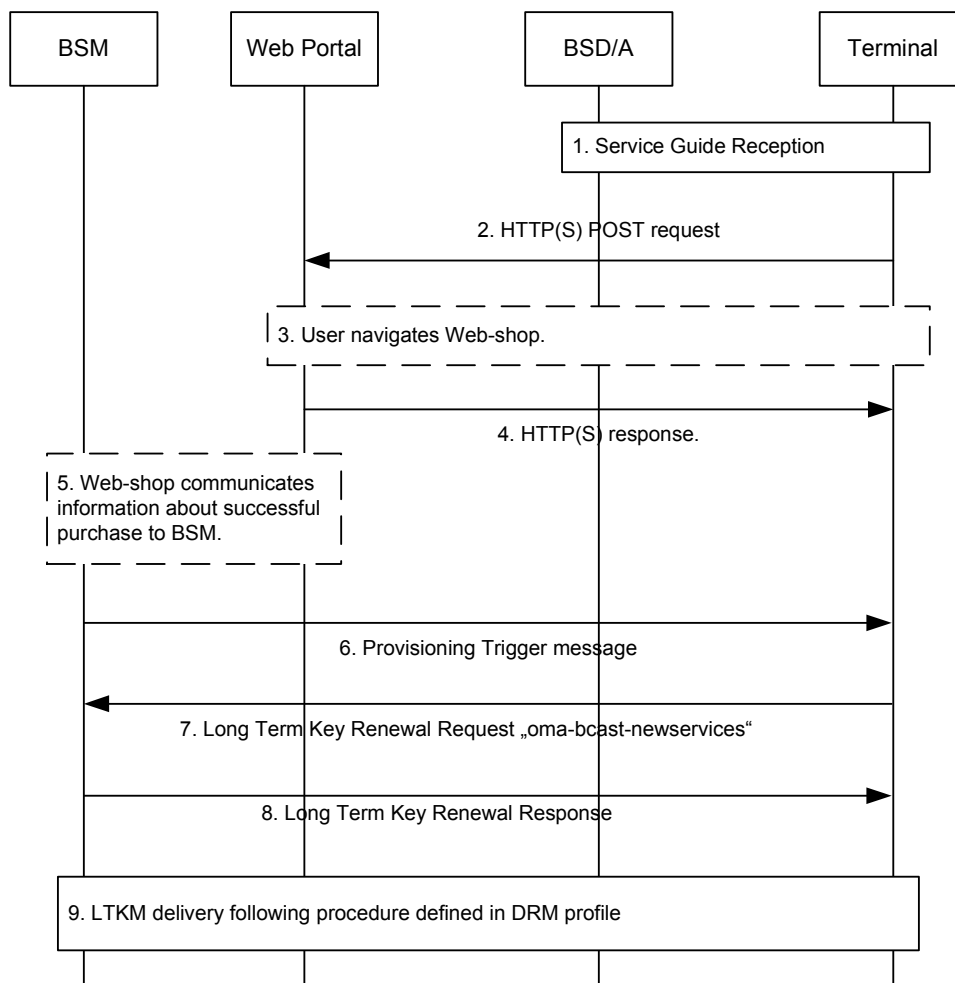 BSM
Web Portal
BSD/A
Terminal
1. Service Guide Reception
2. HTTP(S) POST request
3. User navigates Web-shop.
4. HTTP(S) response.
5. Web-shop communicates
information about successful
purchase to BSM.
6. Provisioning Trigger message
7. Long Term Key Renewal Request „oma-bcast-newservices“
8. Long Term Key Renewal Response
9. LTKM delivery following procedure defined in DRM profile